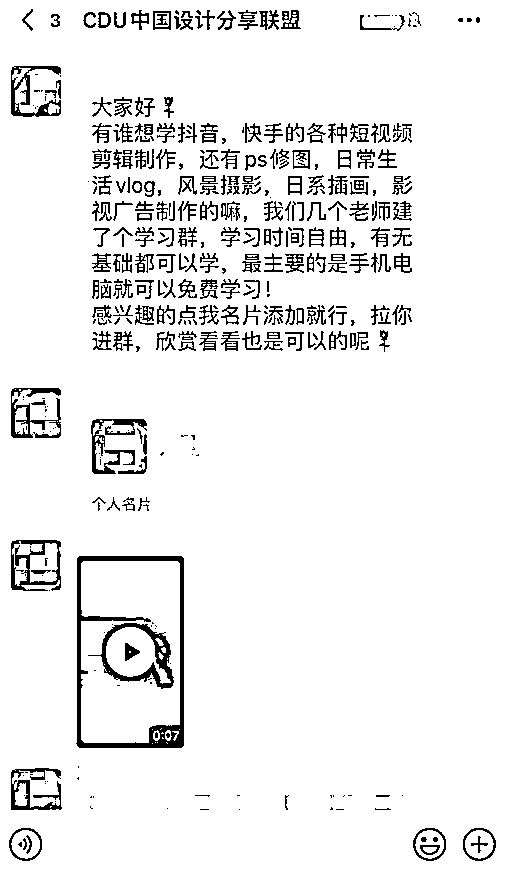 3 CDU中国设计分享联盟
大家好
有谁想学抖音，快手的各种短视频
剪辑制作，还有ps修图，日常生
活vlog，风景摄影，日系插画，影
视广告制作的嘛，我们几个老师建
了个学习群，学习时间自由，有无
基础都可以学，最主要的是手机电
脑就可以免费学习！
感兴趣的点我名片添加就行，拉你
进群，欣赏看看也是可以的呢
个人名片
0:07